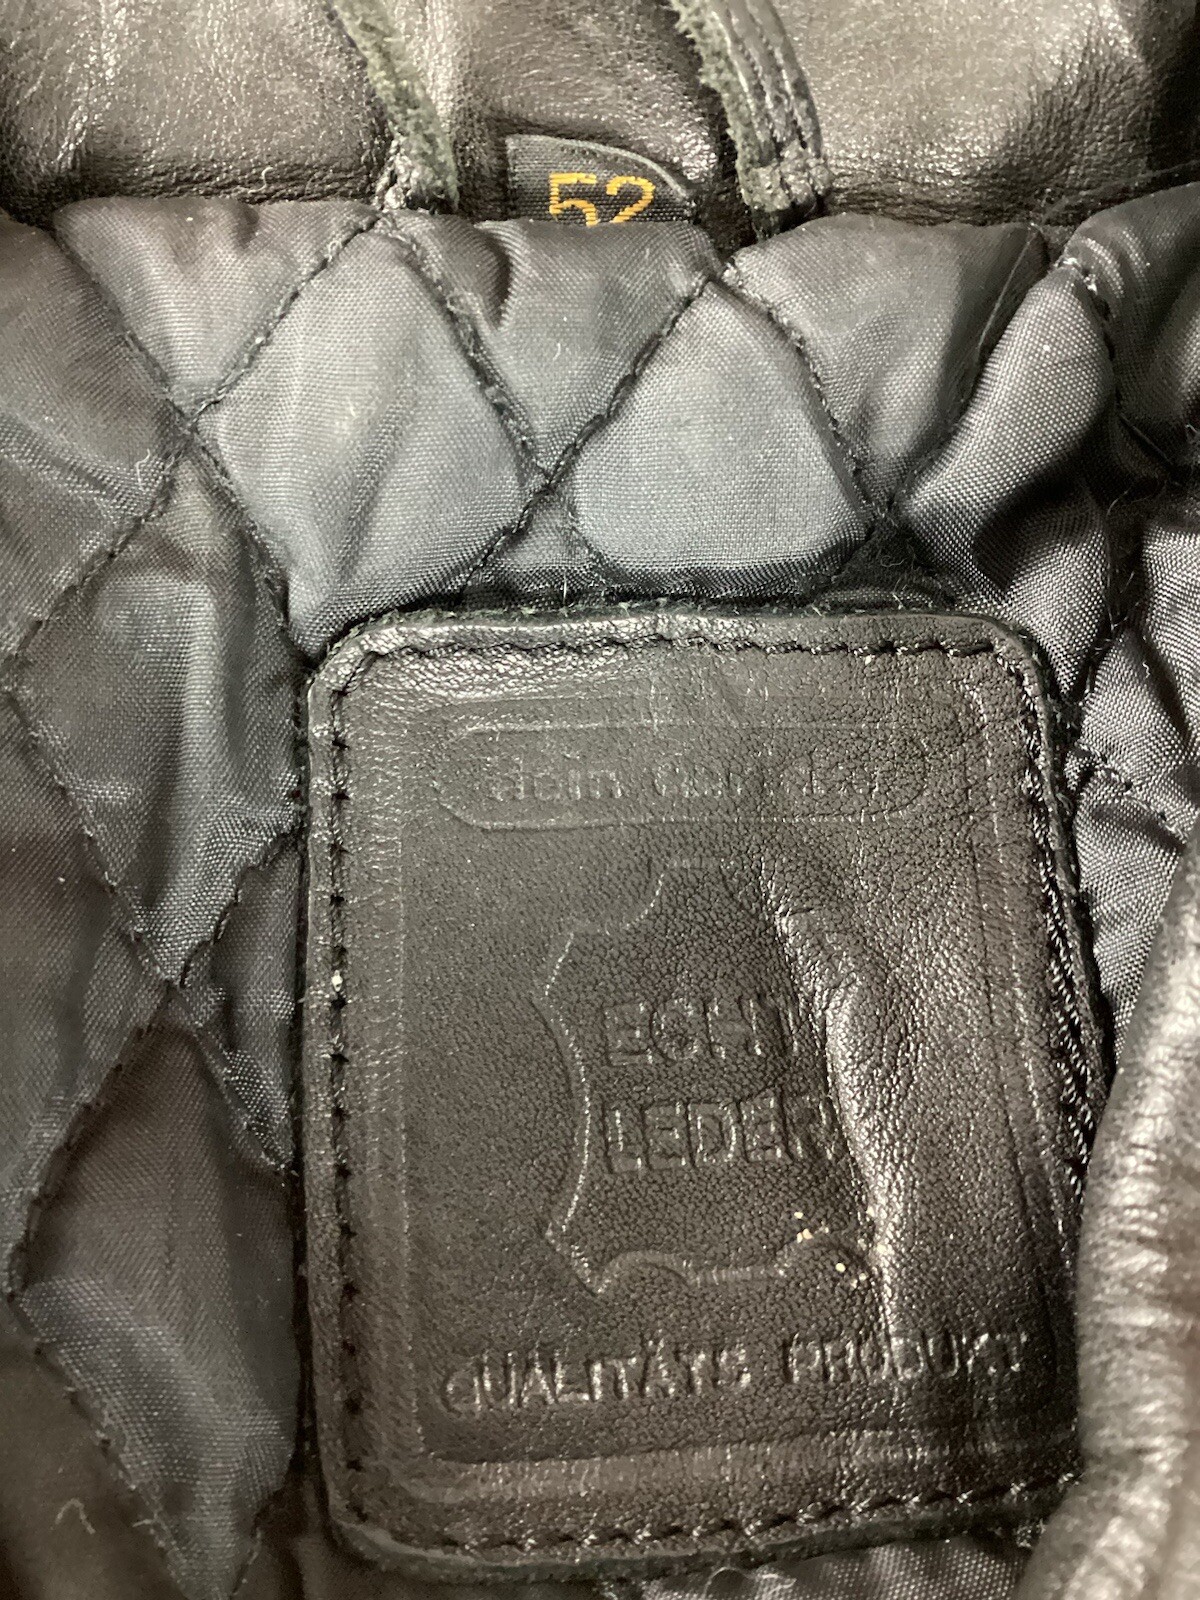 52
ECHT
LEDER
QUALITÄTS PRODUKT